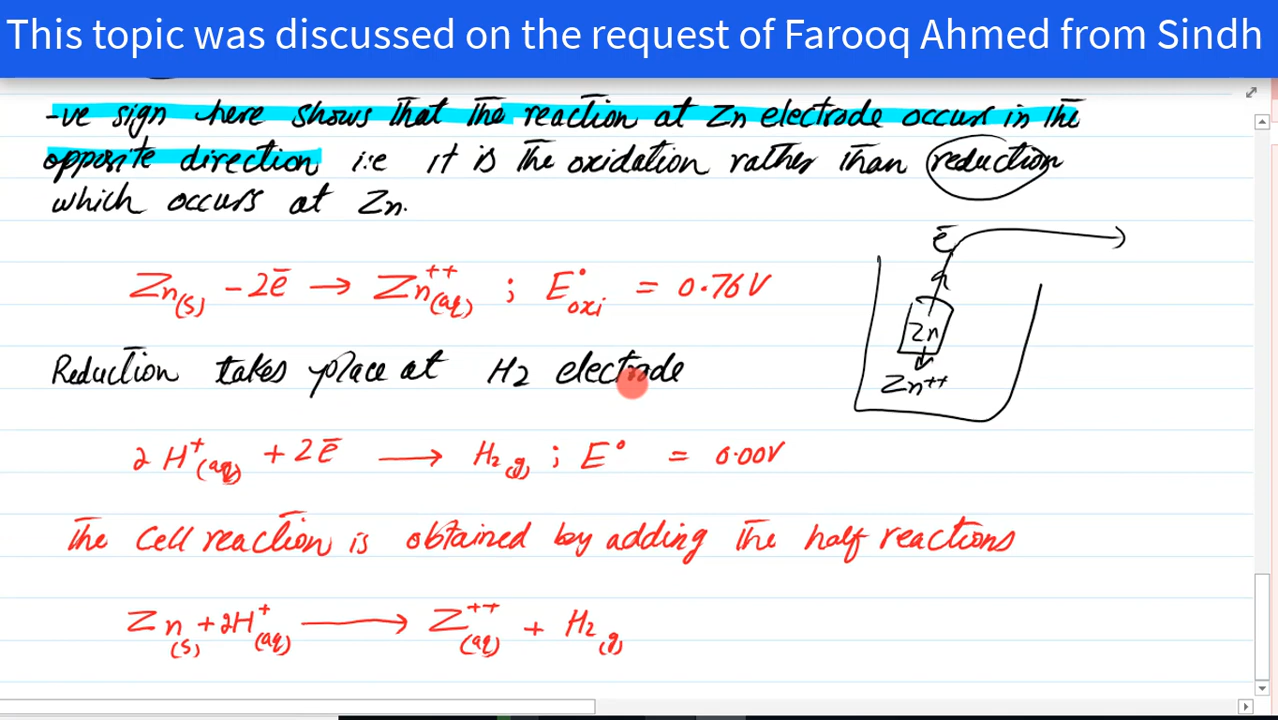 This topic was discussed on the request of Farooq Ahmed from Sindh
-ve sign here shows that the reaction at Zn electrode occurs in the
opposite direction i:e it is the oxidation rather than reduction
which occurs at Zn.
ē
Zn(s) - 2ē → Zn++(aq) ; E°oxi = 0.76V
Zn
Zn++
Reduction takes place at H2 electrode
2H+(aq) + 2ē → H2(g) ; E° = 0.00V
The cell reaction is obtained by adding the half reactions
Zn(s) + 2H+(aq) → Z++(aq) + H2(g)